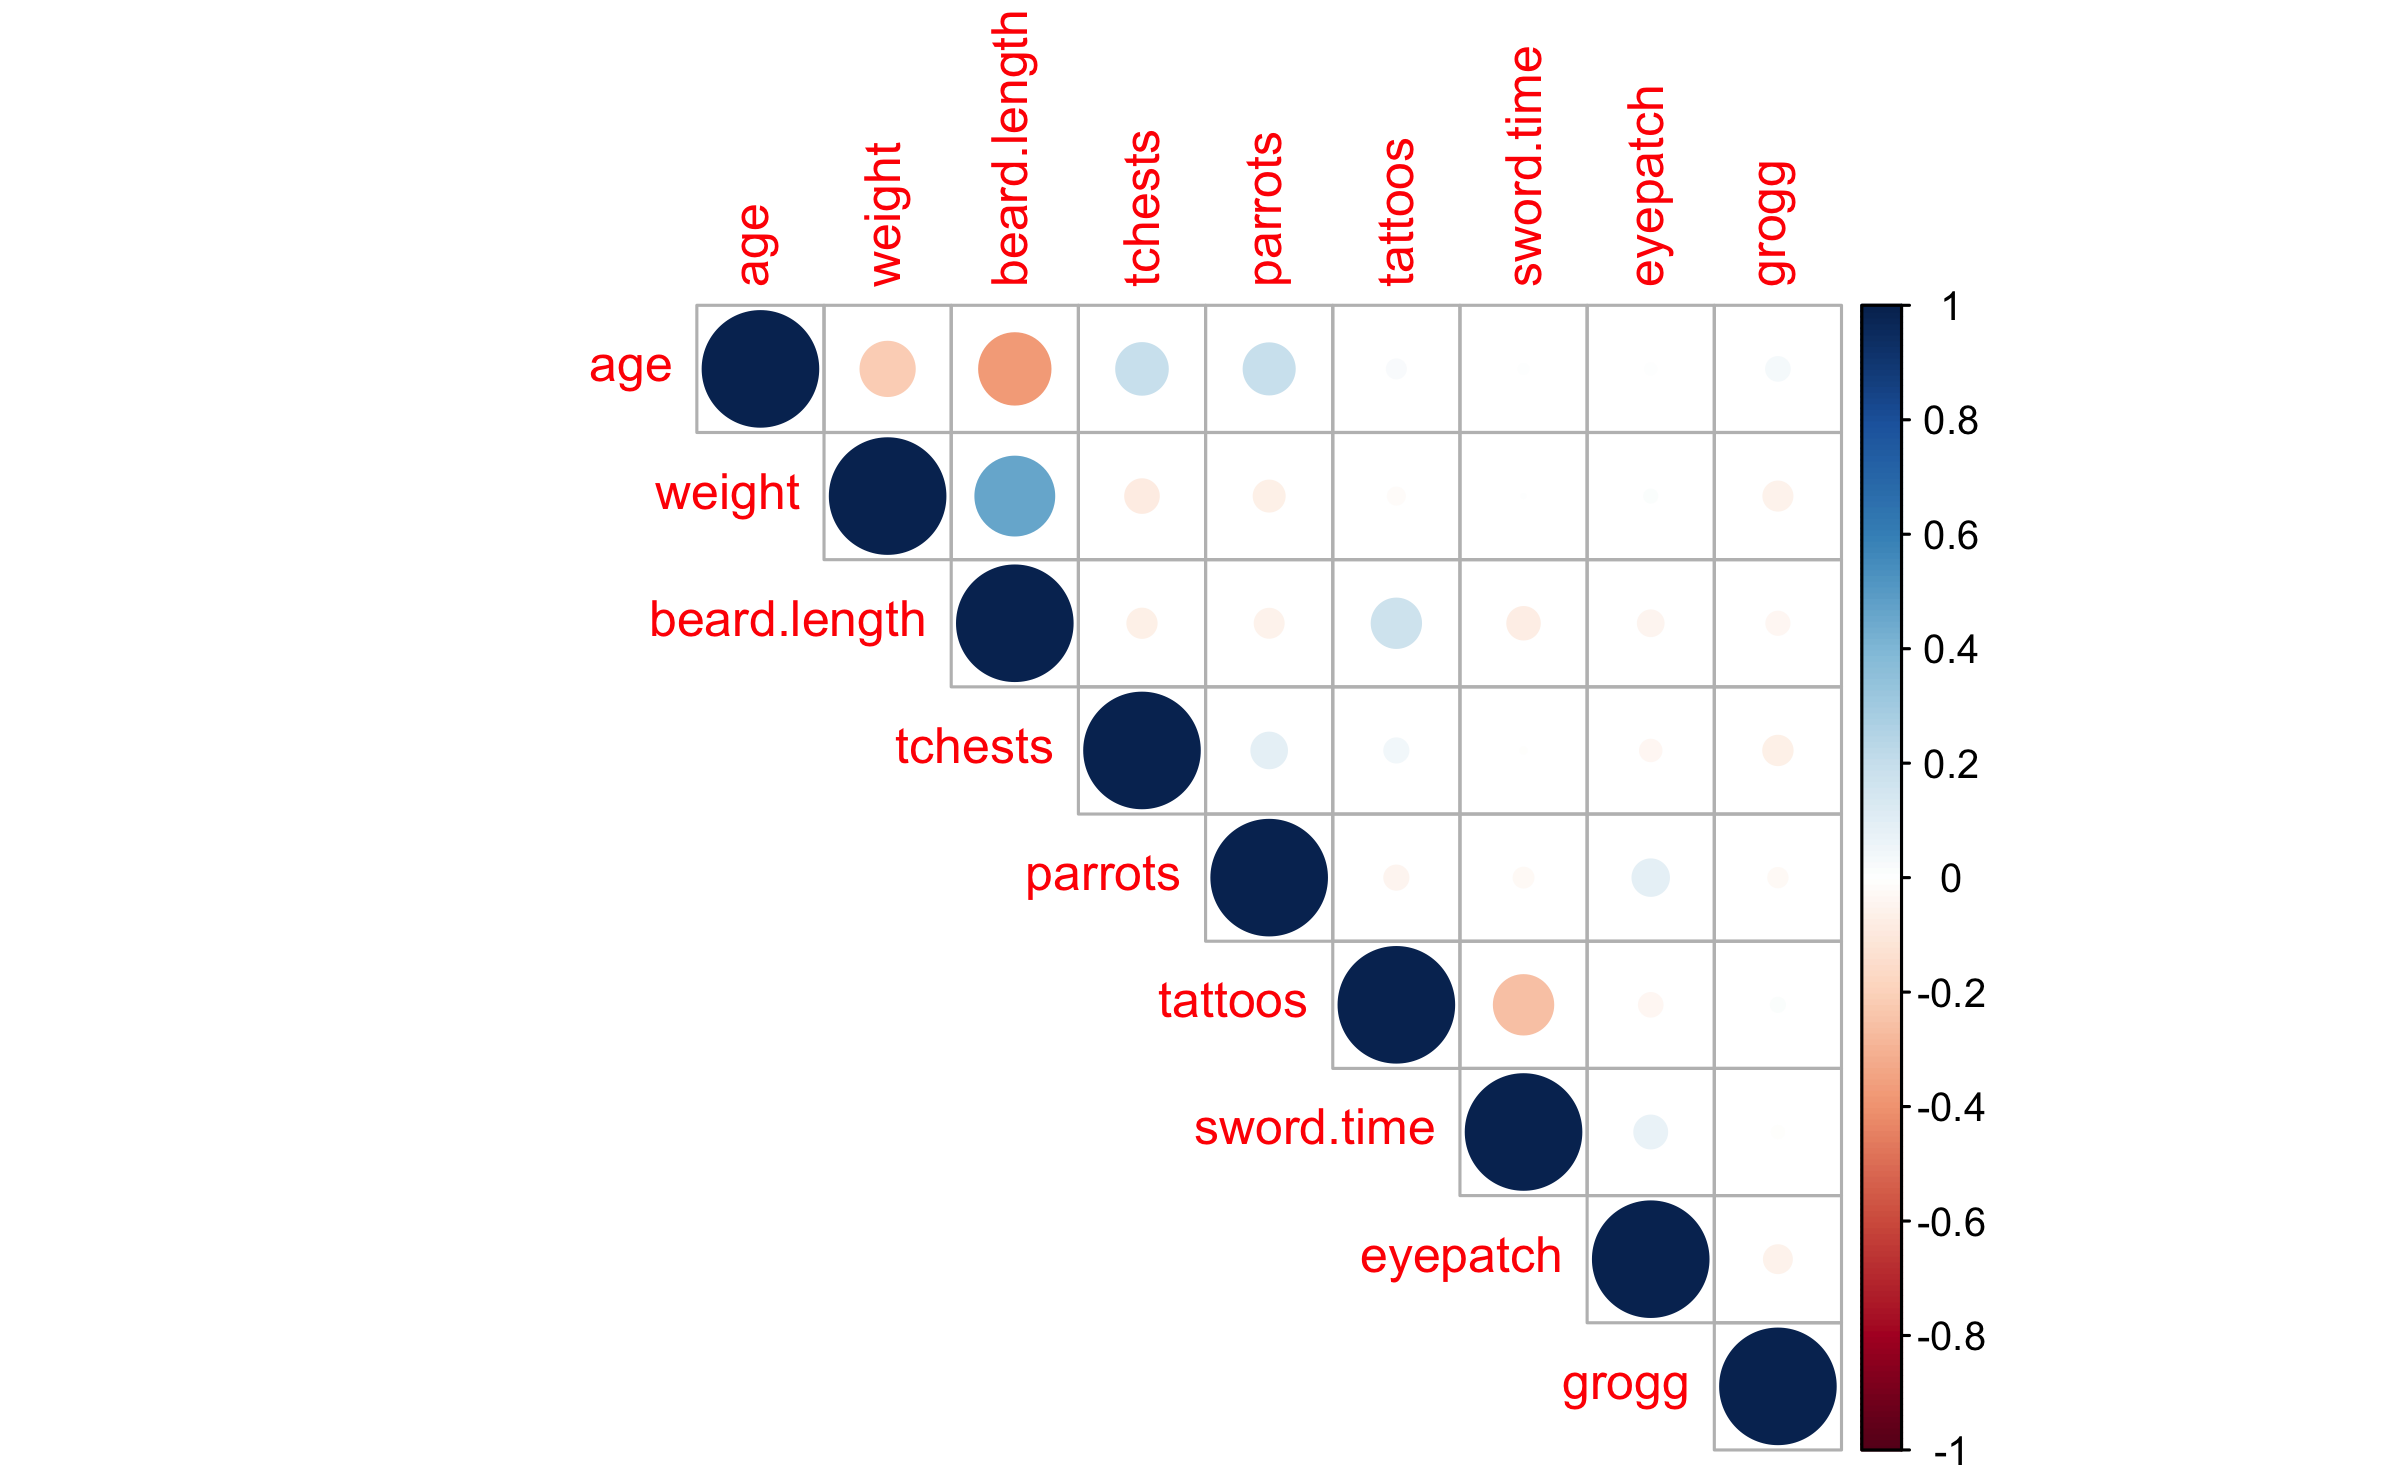 age
weight
beard.length
tchests
parrots
tattoos
sword.time
eyepatch
grogg
age
weight
beard.length
tchests
parrots
tattoos
sword.time
eyepatch
grogg
1
0.8
0.6
0.4
0.2
0
-0.2
-0.4
-0.6
-0.8
-1